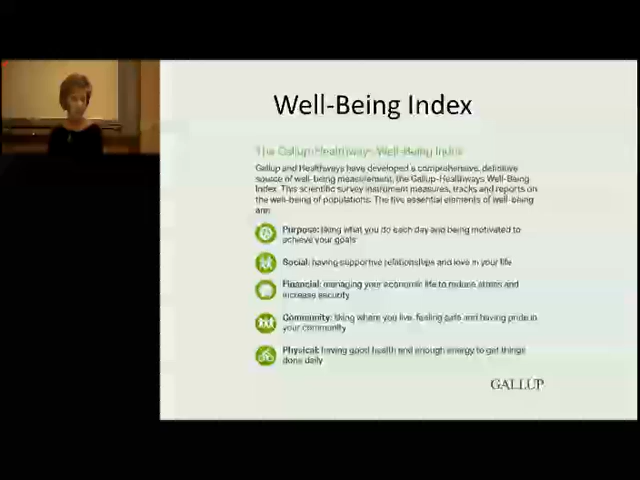 Well-Being Index
The Gallup-Healthways Well-Being Index
Gallup and Healthways have developed a comprehensive, definitive
source of well-being measurement, the Gallup-Healthways Well-Being
Index. This scientific survey instrument measures, tracks and reports on
the well-being of populations. The five essential elements of well-being
are:
Purpose: liking what you do each day and being motivated to
achieve your goals
Social: having supportive relationships and love in your life
Financial: managing your economic life to reduce stress and
increase security
Community: liking where you live, feeling safe and having pride in
your community
Physical: having good health and enough energy to get things
done daily
GALLUP